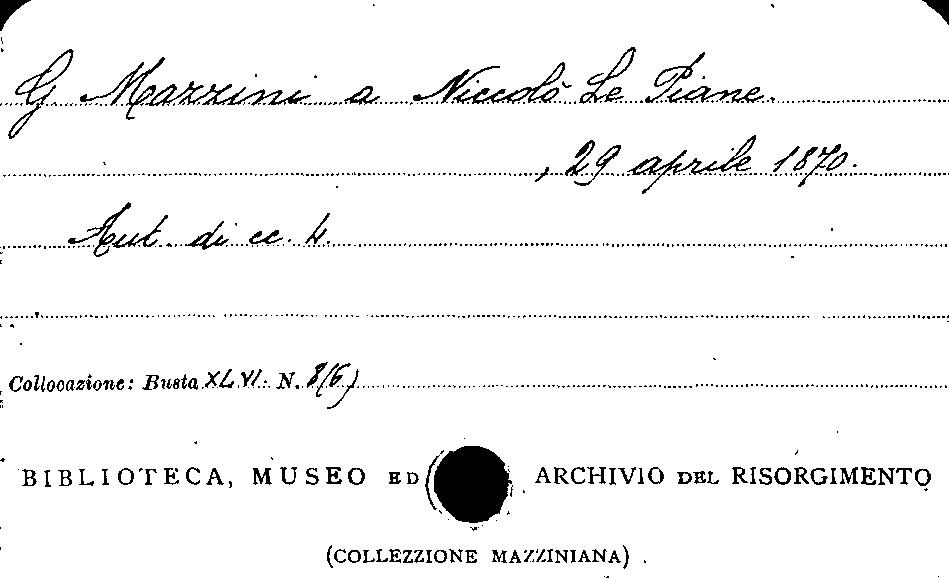 G Mazzini a Niccolò Le Piane.
, 29 aprile 1870.
Aut. di cc. 4.
Collocazione: Busta XLVI. N. 8(6)
BIBLIOTECA, MUSEO ED ARCHIVIO DEL RISORGIMENTO
(COLLEZZIONE MAZZINIANA)